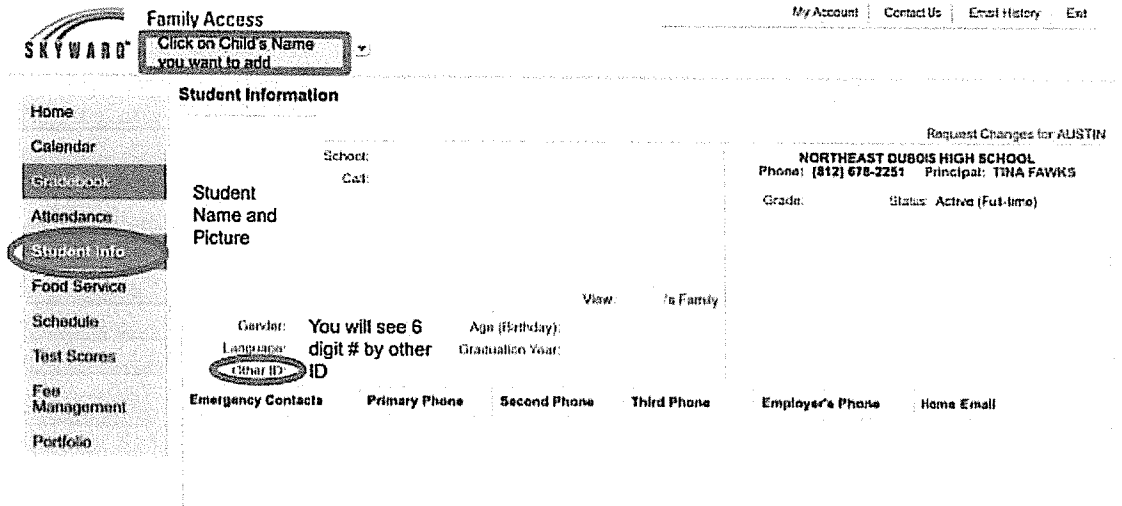 My Account Contact Us Email History Exit
SKYWARD
Family Access
Click on Child's Name
you want to add
Student Information
Home
Calendar
Gradebook
Attendance
Student Info
Food Service
Schedule
Test Scores
Fee
Management
Portfolio
Request Changes for AUSTIN
School:
Call:
Student
Name and
Picture
NORTHEAST DUBOIS HIGH SCHOOL
Phone: (812) 678-2251 Principal: TINA FAWKS
Grade: Status: Active (Full-time)
View: 's Family
Gender: You will see 6 Age (Birthday):
Language: digit # by other Graduation Year:
Other ID: ID
Emergency Contacts Primary Phone Second Phone Third Phone Employer's Phone Home Email